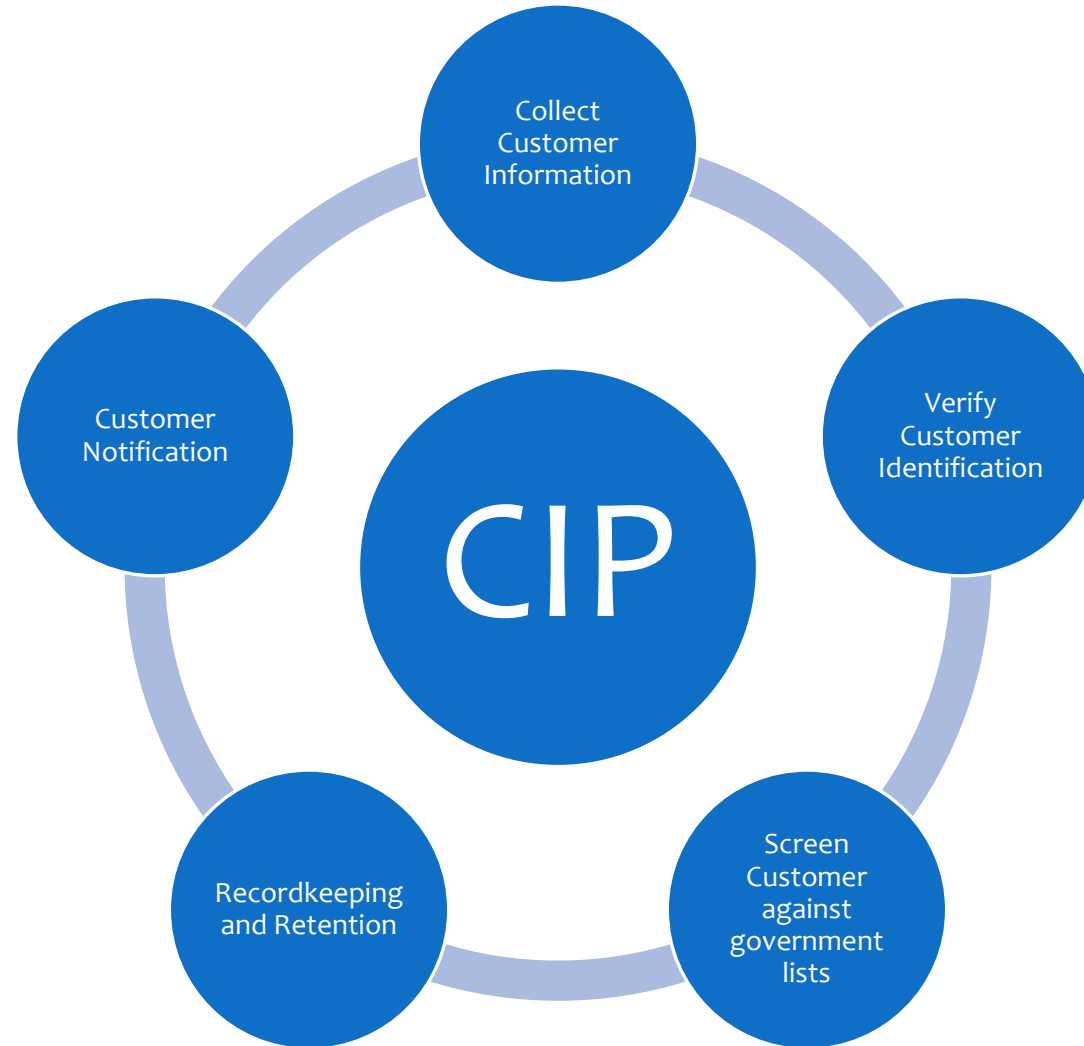 Collect
Customer
Information
Verify
Customer
Identification
Screen
Customer
against
government
lists
Recordkeeping
and Retention
Customer
Notification
CIP